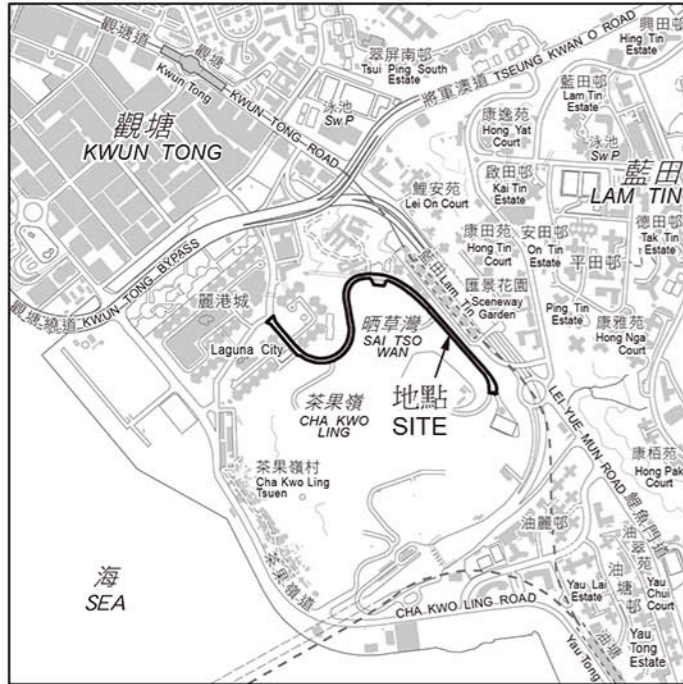 觀塘道
觀塘
Kwun Tong
KWUN TONG ROAD
翠屏南邨
Tsui Ping South
Estate
興田邨
Hing Tin
Estate
將軍澳道 TSEUNG KWAN O ROAD
藍田邨
Lam Tin
Estate
泳池
Sw P
康逸苑
Hong Yat
Court
泳池
Sw P
觀塘
KWUN TONG
啟田邨
Kai Tin
Estate
藍田
LAM TIN
鯉安苑
Lei On Court
康田苑
Hong Tin
Court
安田邨
On Tin
Estate
德田邨
Tak Tin
Estate
平田邨
Ping Tin
Estate
藍田 Lam Tin
匯景花園
Sceneway
Garden
觀塘繞道 KWUN TONG BYPASS
麗港城
Laguna City
晒草灣
SAI TSO
WAN
康雅苑
Hong Nga
Court
地點
SITE
茶果嶺
CHA KWO
LING
LEI YUE MUN ROAD 鯉魚門道
康栢苑
Hong Pak
Court
茶果嶺村
Cha Kwo Ling
Tsuen
油麗邨
Yau Lai
Estate
油翠苑
Yau
Chui
Court
油塘邨
Yau
Tong
Estate
海
SEA
茶果嶺道
CHA KWO LING ROAD
油塘
Yau Tong